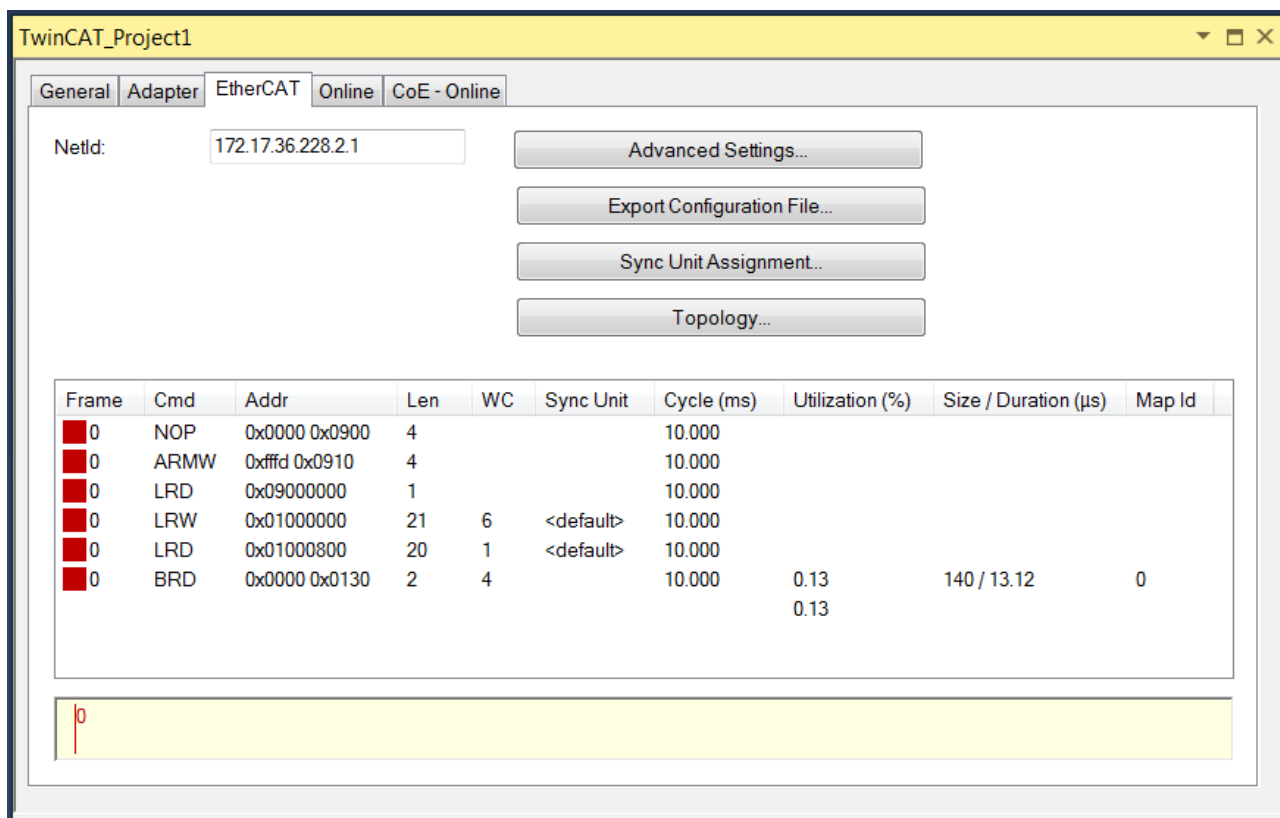 TwinCAT_Project1
General Adapter EtherCAT Online CoE - Online
NetId: 172.17.36.228.2.1 Advanced Settings...
Export Configuration File...
Sync Unit Assignment...
Topology...
Frame Cmd Addr Len WC Sync Unit Cycle (ms) Utilization (%) Size / Duration (µs) Map Id
0 NOP 0x0000 0x0900 4 10.000
0 ARMW 0xfffd 0x0910 4 10.000
0 LRD 0x09000000 1 10.000
0 LRW 0x01000000 21 6 <default> 10.000
0 LRD 0x01000800 20 1 <default> 10.000
0 BRD 0x0000 0x0130 2 4 10.000 0.13 140 / 13.12 0
0.13
0